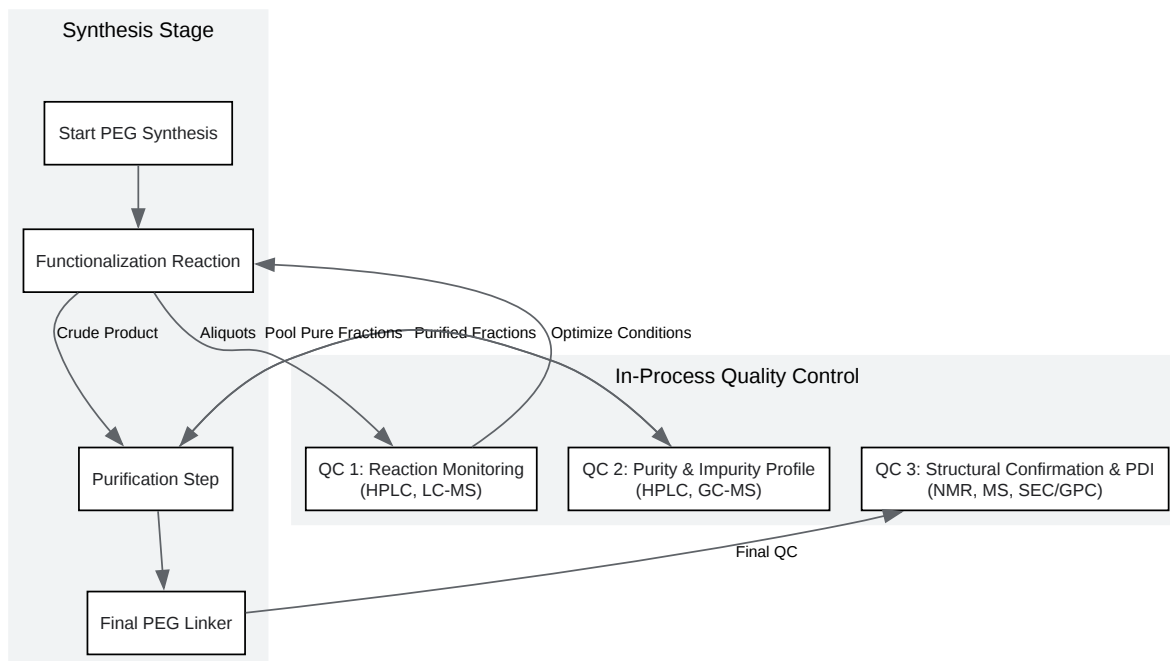 Synthesis Stage
Start PEG Synthesis
Functionalization Reaction
Crude Product
Aliquots
Pool Pure Fractions
Purified Fractions
Optimize Conditions
In-Process Quality Control
Purification Step
QC 1: Reaction Monitoring
(HPLC, LC-MS)
QC 2: Purity & Impurity Profile
(HPLC, GC-MS)
QC 3: Structural Confirmation & PDI
(NMR, MS, SEC/GPC)
Final QC
Final PEG Linker